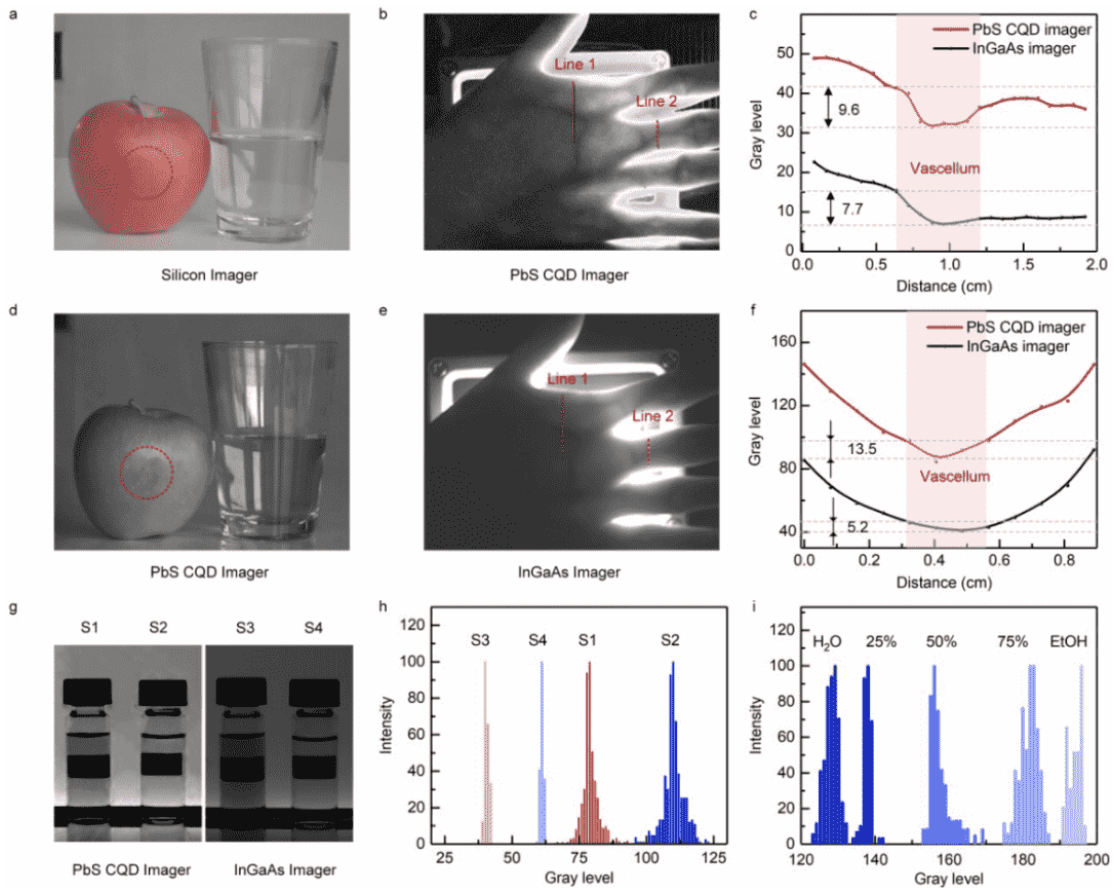 a
b
c
Line 1
Line 2
PbS CQD imager
InGaAs imager
Gray level
50
40
30
20
10
0
9.6
7.7
Vascellum
0.0 0.5 1.0 1.5 2.0
Distance (cm)
Silicon Imager
PbS CQD Imager
d
e
f
Line 1
Line 2
PbS CQD imager
InGaAs imager
Gray level
160
120
80
40
13.5
5.2
Vascellum
0.0 0.2 0.4 0.6 0.8
Distance (cm)
PbS CQD Imager
InGaAs Imager
g
h
i
S1 S2 S3 S4
PbS CQD Imager
InGaAs Imager
Intensity
120
100
80
60
40
20
0
S3 S4 S1 S2
25 50 75 100 125
Gray level
Intensity
120
100
80
60
40
20
0
H₂O 25% 50% 75% EtOH
120 140 160 180 200
Gray level